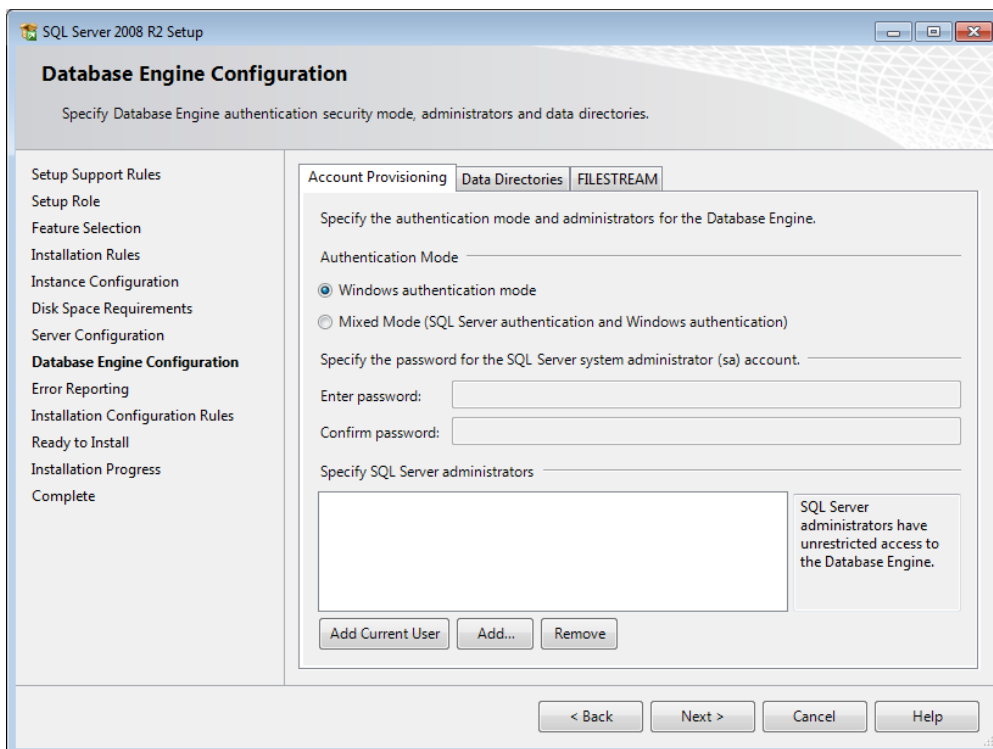 SQL Server 2008 R2 Setup
Database Engine Configuration
Specify Database Engine authentication security mode, administrators and data directories.
Setup Support Rules
Setup Role
Feature Selection
Installation Rules
Instance Configuration
Disk Space Requirements
Server Configuration
Database Engine Configuration
Error Reporting
Installation Configuration Rules
Ready to Install
Installation Progress
Complete
Account Provisioning
Data Directories
FILESTREAM
Specify the authentication mode and administrators for the Database Engine.
Authentication Mode
Windows authentication mode
Mixed Mode (SQL Server authentication and Windows authentication)
Specify the password for the SQL Server system administrator (sa) account.
Enter password:
Confirm password:
Specify SQL Server administrators
SQL Server
administrators have
unrestricted access to
the Database Engine.
Add Current User
Add...
Remove
< Back
Next >
Cancel
Help